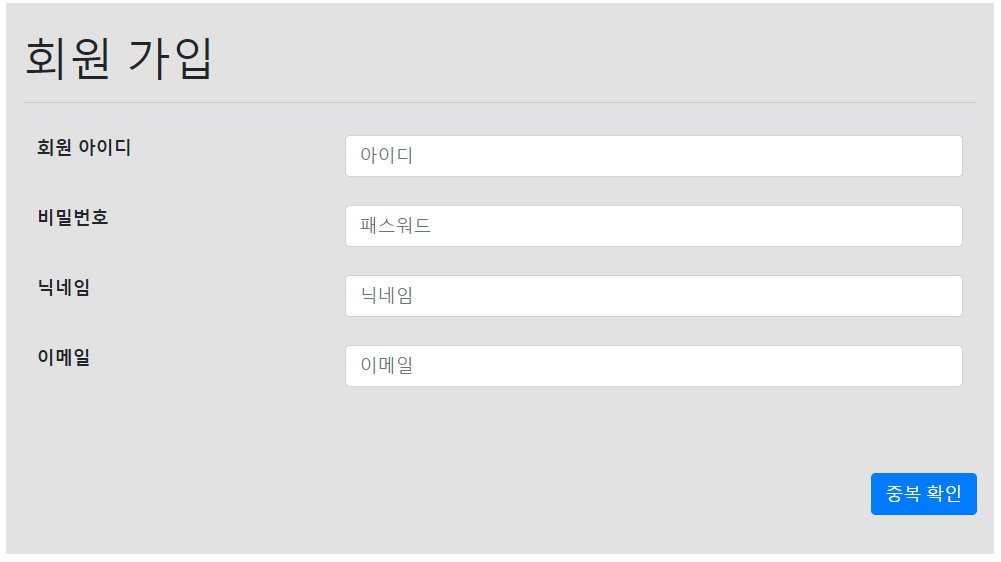 회원 가입
회원 아이디
아이디
비밀번호
패스워드
닉네임
닉네임
이메일
이메일
중복 확인